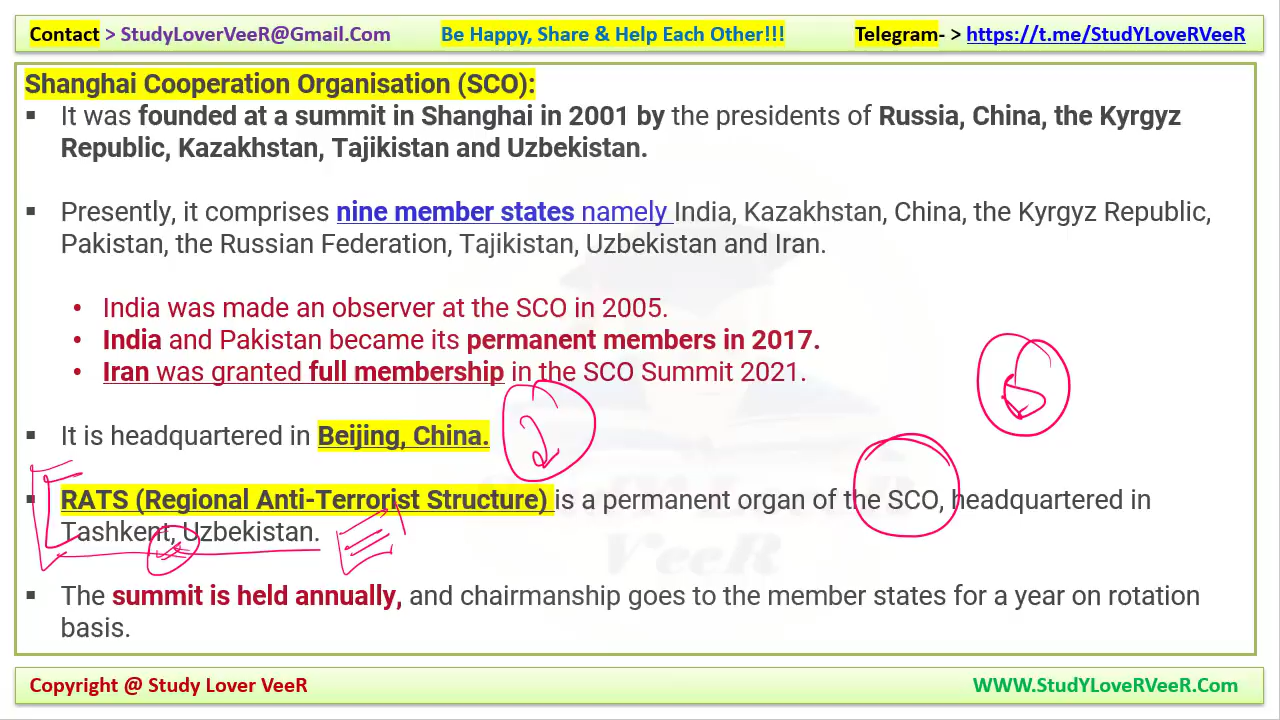 Contact > StudyLoverVeeR@Gmail.Com Be Happy, Share & Help Each Other!!! Telegram- > https://t.me/StudYLoVerVeeR
Shanghai Cooperation Organisation (SCO):
▪ It was founded at a summit in Shanghai in 2001 by the presidents of Russia, China, the Kyrgyz
Republic, Kazakhstan, Tajikistan and Uzbekistan.
▪ Presently, it comprises nine member states namely India, Kazakhstan, China, the Kyrgyz Republic,
Pakistan, the Russian Federation, Tajikistan, Uzbekistan and Iran.
• India was made an observer at the SCO in 2005.
• India and Pakistan became its permanent members in 2017.
• Iran was granted full membership in the SCO Summit 2021.
6
▪ It is headquartered in Beijing, China. 2
▪ RATS (Regional Anti-Terrorist Structure) is a permanent organ of the SCO, headquartered in
Tashkent, Uzbekistan.
VeeR
▪ The summit is held annually, and chairmanship goes to the member states for a year on rotation
basis.
Copyright @ Study Lover VeeR WWW.StudYLoveRVeeR.Com